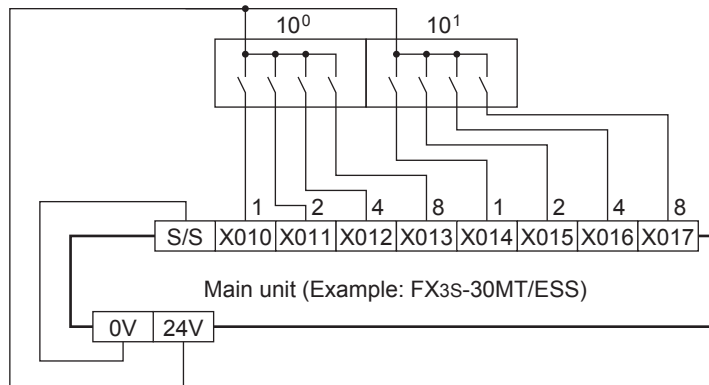 10⁰ 10¹
1 2 4 8 1 2 4 8
S/S X010 X011 X012 X013 X014 X015 X016 X017
Main unit (Example: FX3S-30MT/ESS)
0V 24V